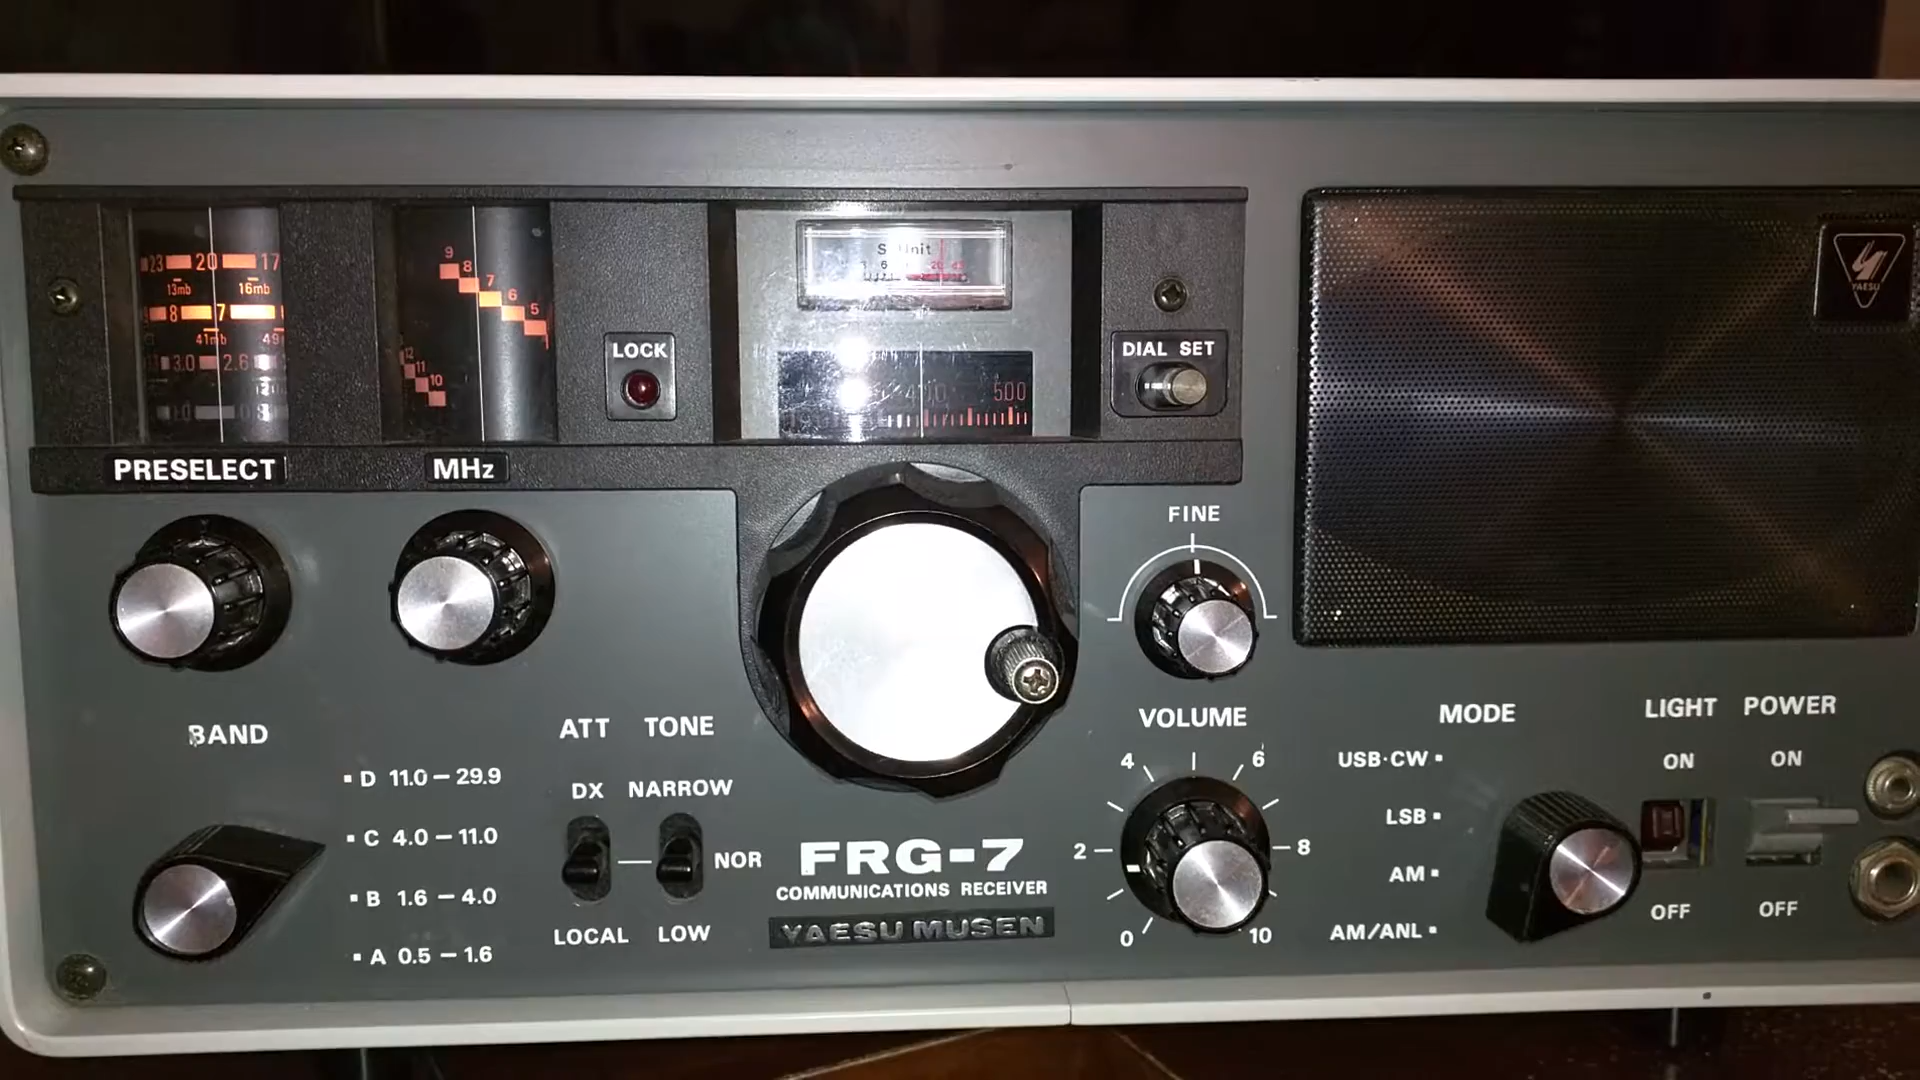 23 20 17
13mb 16mb
8 7
41mb 49
3.0 2.6
9
8
7
6
5
12
11
10
LOCK
S Unit
500
DIAL SET
YAESU
PRESELECT
MHz
FINE
BAND
D 11.0 – 29.9
C 4.0 – 11.0
B 1.6 – 4.0
A 0.5 – 1.6
ATT TONE
DX NARROW
NOR
LOCAL LOW
FRG-7
COMMUNICATIONS RECEIVER
YAESU MUSEN
VOLUME
4 6
2 8
0 10
MODE
USB·CW
LSB
AM
AM/ANL
LIGHT POWER
ON ON
OFF OFF